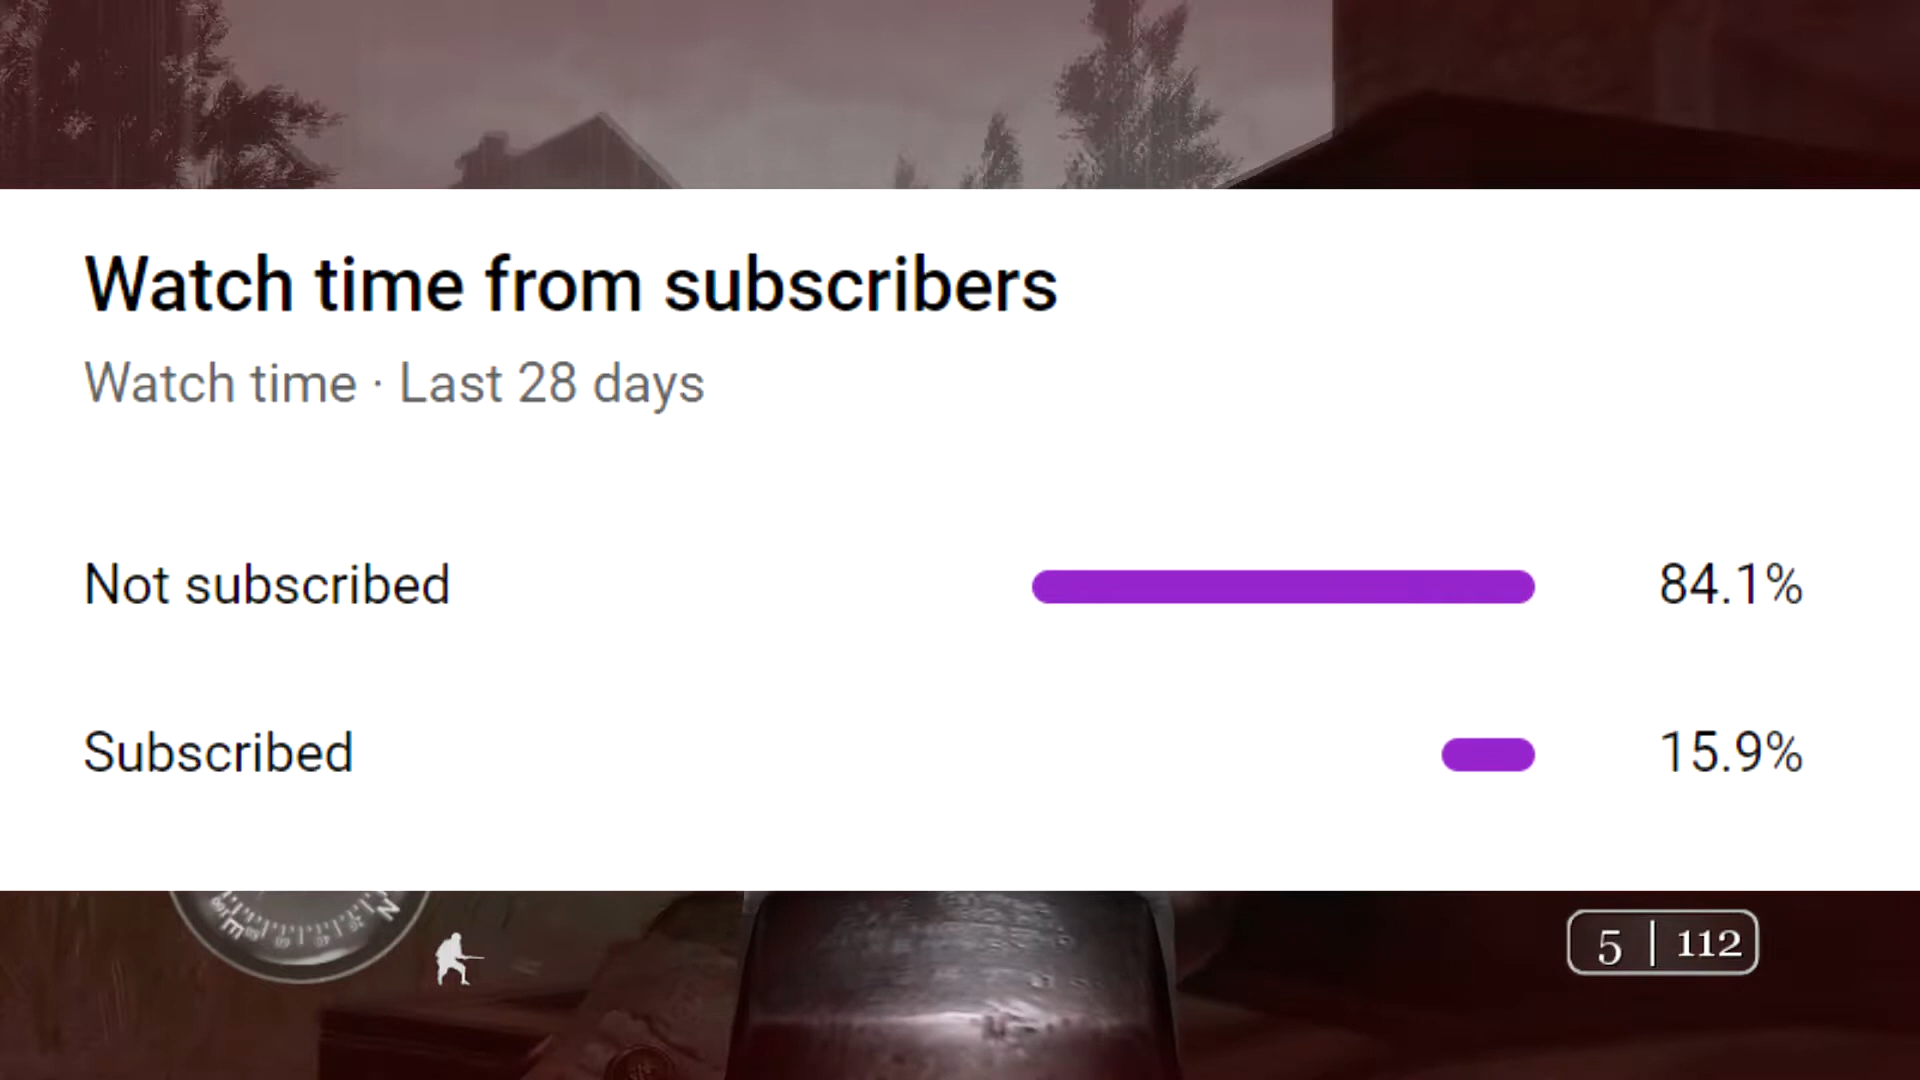 Watch time from subscribers
Watch time · Last 28 days
Not subscribed 84.1%
Subscribed 15.9%
N
E
5 | 112